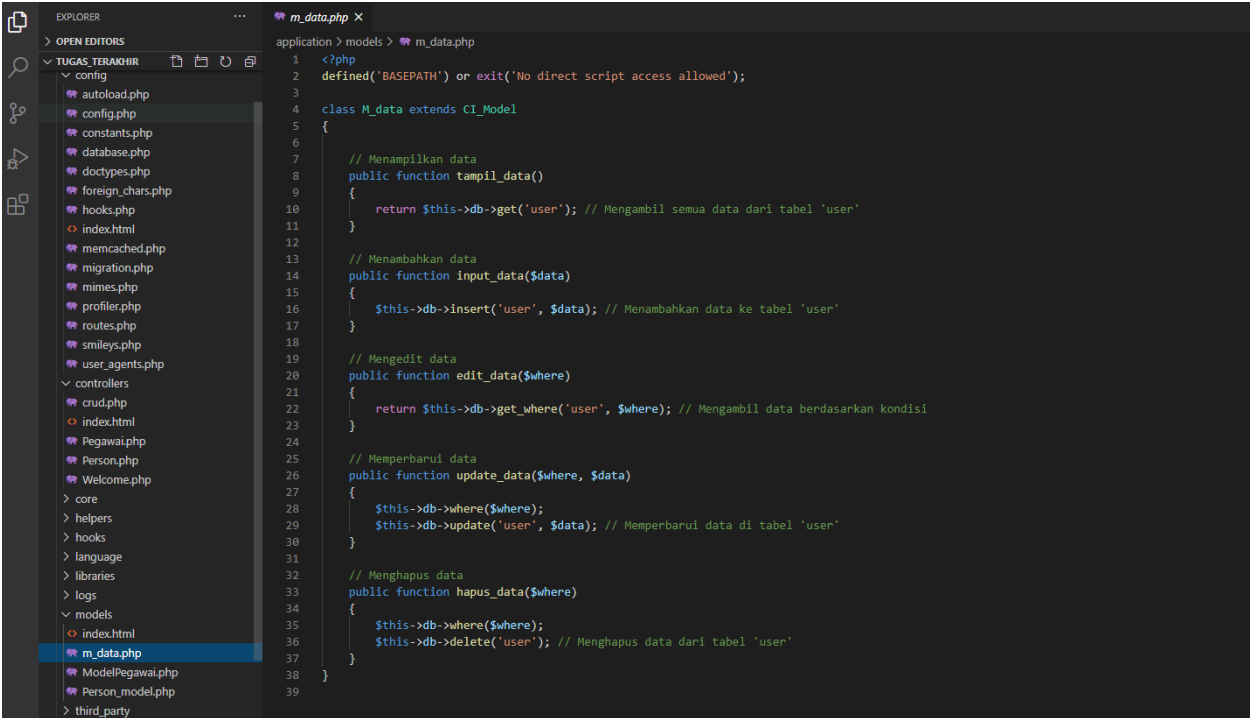 EXPLORER
···
OPEN EDITORS
TUGAS_TERAKHIR
config
autoload.php
config.php
constants.php
database.php
doctypes.php
foreign_chars.php
hooks.php
index.html
memcached.php
migration.php
mimes.php
profiler.php
routes.php
smileys.php
user_agents.php
controllers
crud.php
index.html
Pegawai.php
Person.php
Welcome.php
core
helpers
hooks
language
libraries
logs
models
index.html
m_data.php
ModelPegawai.php
Person_model.php
third_party
m_data.php
application > models > m_data.php
1 <?php
2 defined('BASEPATH') or exit('No direct script access allowed');
3
4 class M_data extends CI_Model
5 {
6
7     // Menampilkan data
8     public function tampil_data()
9     {
10         return $this->db->get('user'); // Mengambil semua data dari tabel 'user'
11     }
12
13     // Menambahkan data
14     public function input_data($data)
15     {
16         $this->db->insert('user', $data); // Menambahkan data ke tabel 'user'
17     }
18
19     // Mengedit data
20     public function edit_data($where)
21     {
22         return $this->db->get_where('user', $where); // Mengambil data berdasarkan kondisi
23     }
24
25     // Memperbarui data
26     public function update_data($where, $data)
27     {
28         $this->db->where($where);
29         $this->db->update('user', $data); // Memperbarui data di tabel 'user'
30     }
31
32     // Menghapus data
33     public function hapus_data($where)
34     {
35         $this->db->where($where);
36         $this->db->delete('user'); // Menghapus data dari tabel 'user'
37     }
38 }
39